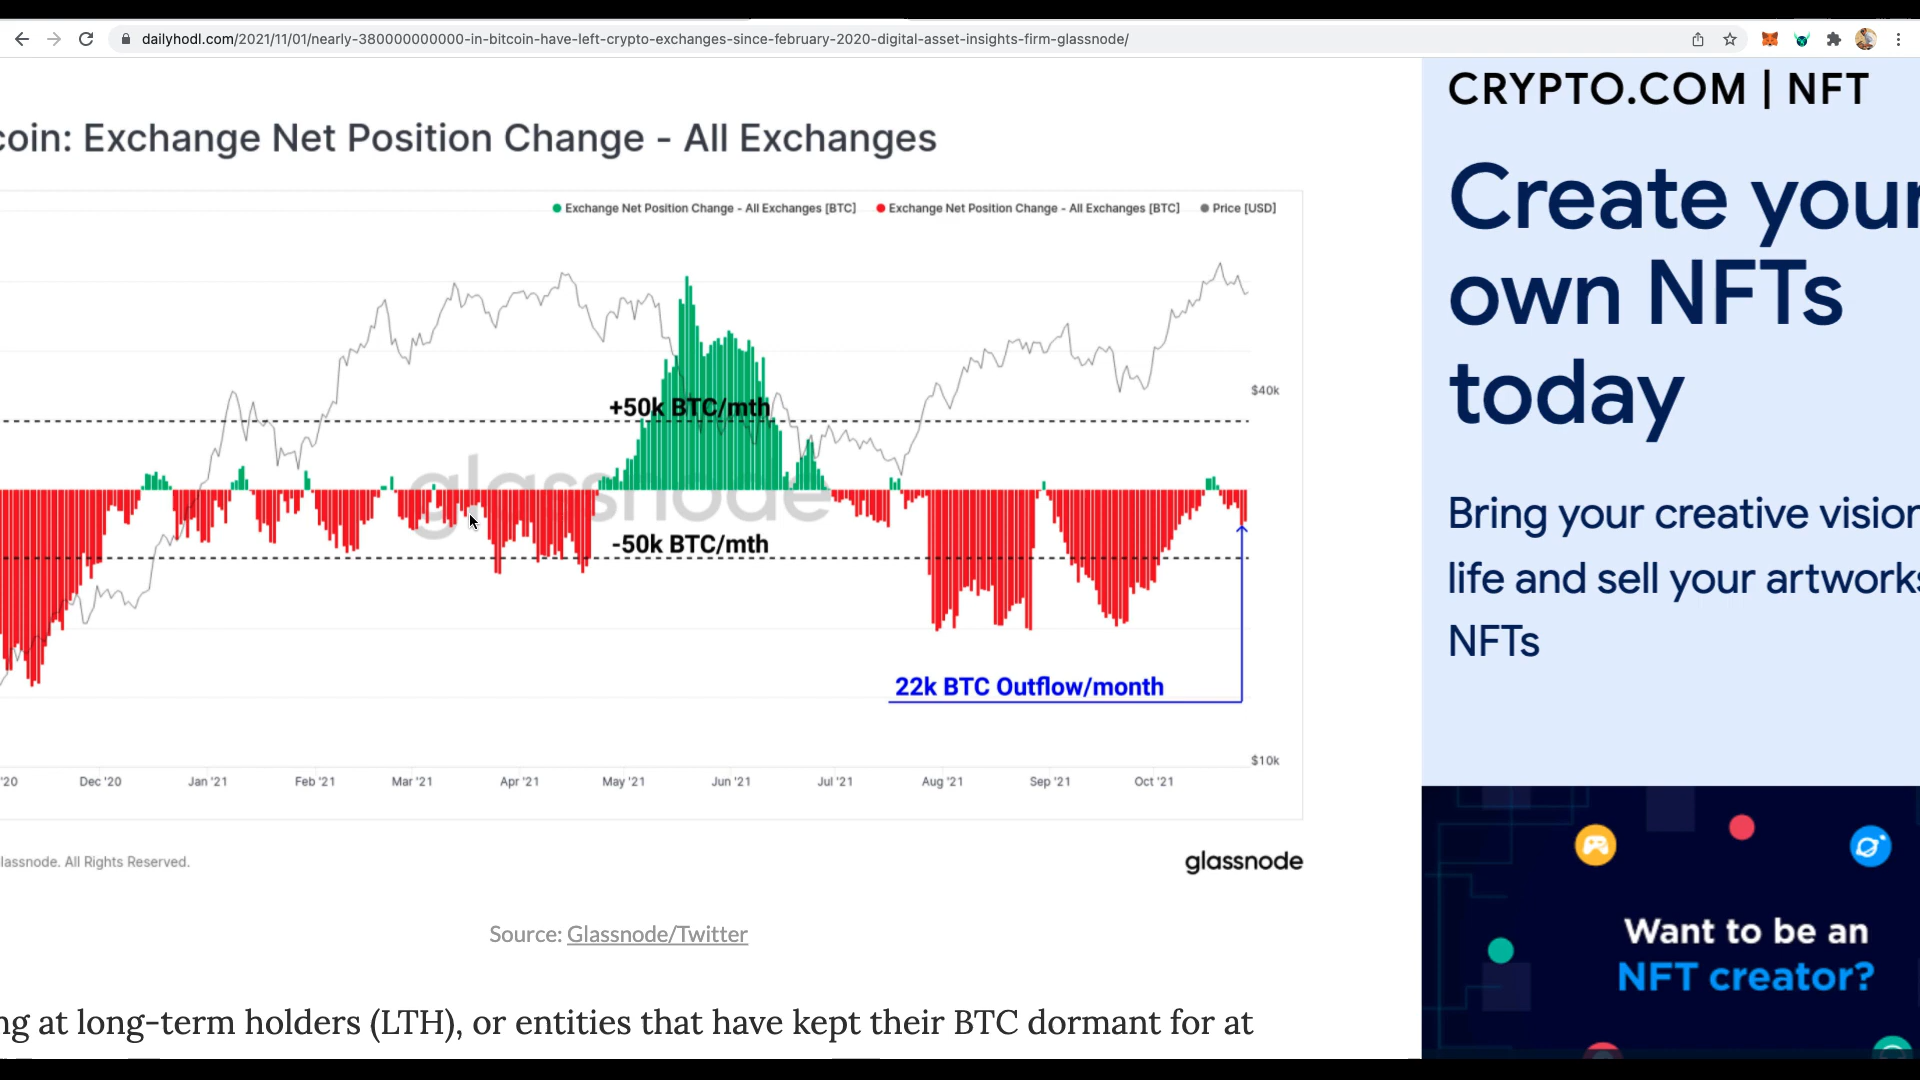 dailyhodl.com/2021/11/01/nearly-380000000000-in-bitcoin-have-left-crypto-exchanges-since-february-2020-digital-asset-insights-firm-glassnode/
coin: Exchange Net Position Change - All Exchanges
Exchange Net Position Change - All Exchanges [BTC] Exchange Net Position Change - All Exchanges [BTC] Price [USD]
$40k
+50k BTC/mth
glassnode
-50k BTC/mth
22k BTC Outflow/month
$10k
'20 Dec '20 Jan '21 Feb '21 Mar '21 Apr '21 May '21 Jun '21 Jul '21 Aug '21 Sep '21 Oct '21
lassnode. All Rights Reserved.
glassnode
Source: Glassnode/Twitter
ng at long-term holders (LTH), or entities that have kept their BTC dormant for at
CRYPTO.COM | NFT
Create your
own NFTs
today
Bring your creative vision
life and sell your artworks
NFTs
Want to be an
NFT creator?